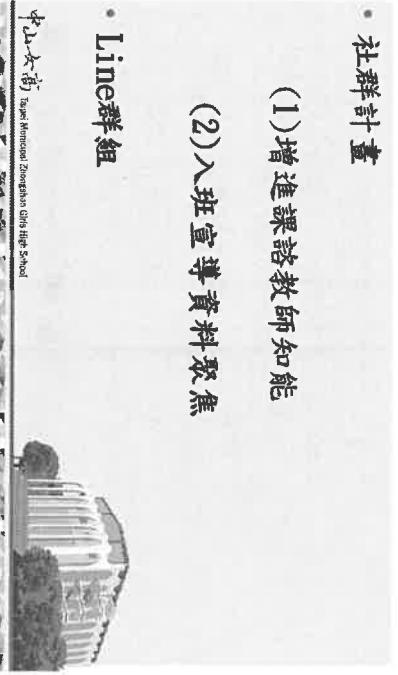 • 社群計畫
(1)增進課諮教師知能
(2)入班宣導資料聚焦
• Line群組
中山女高 Taipei Municipal Zhongshan Girls High School